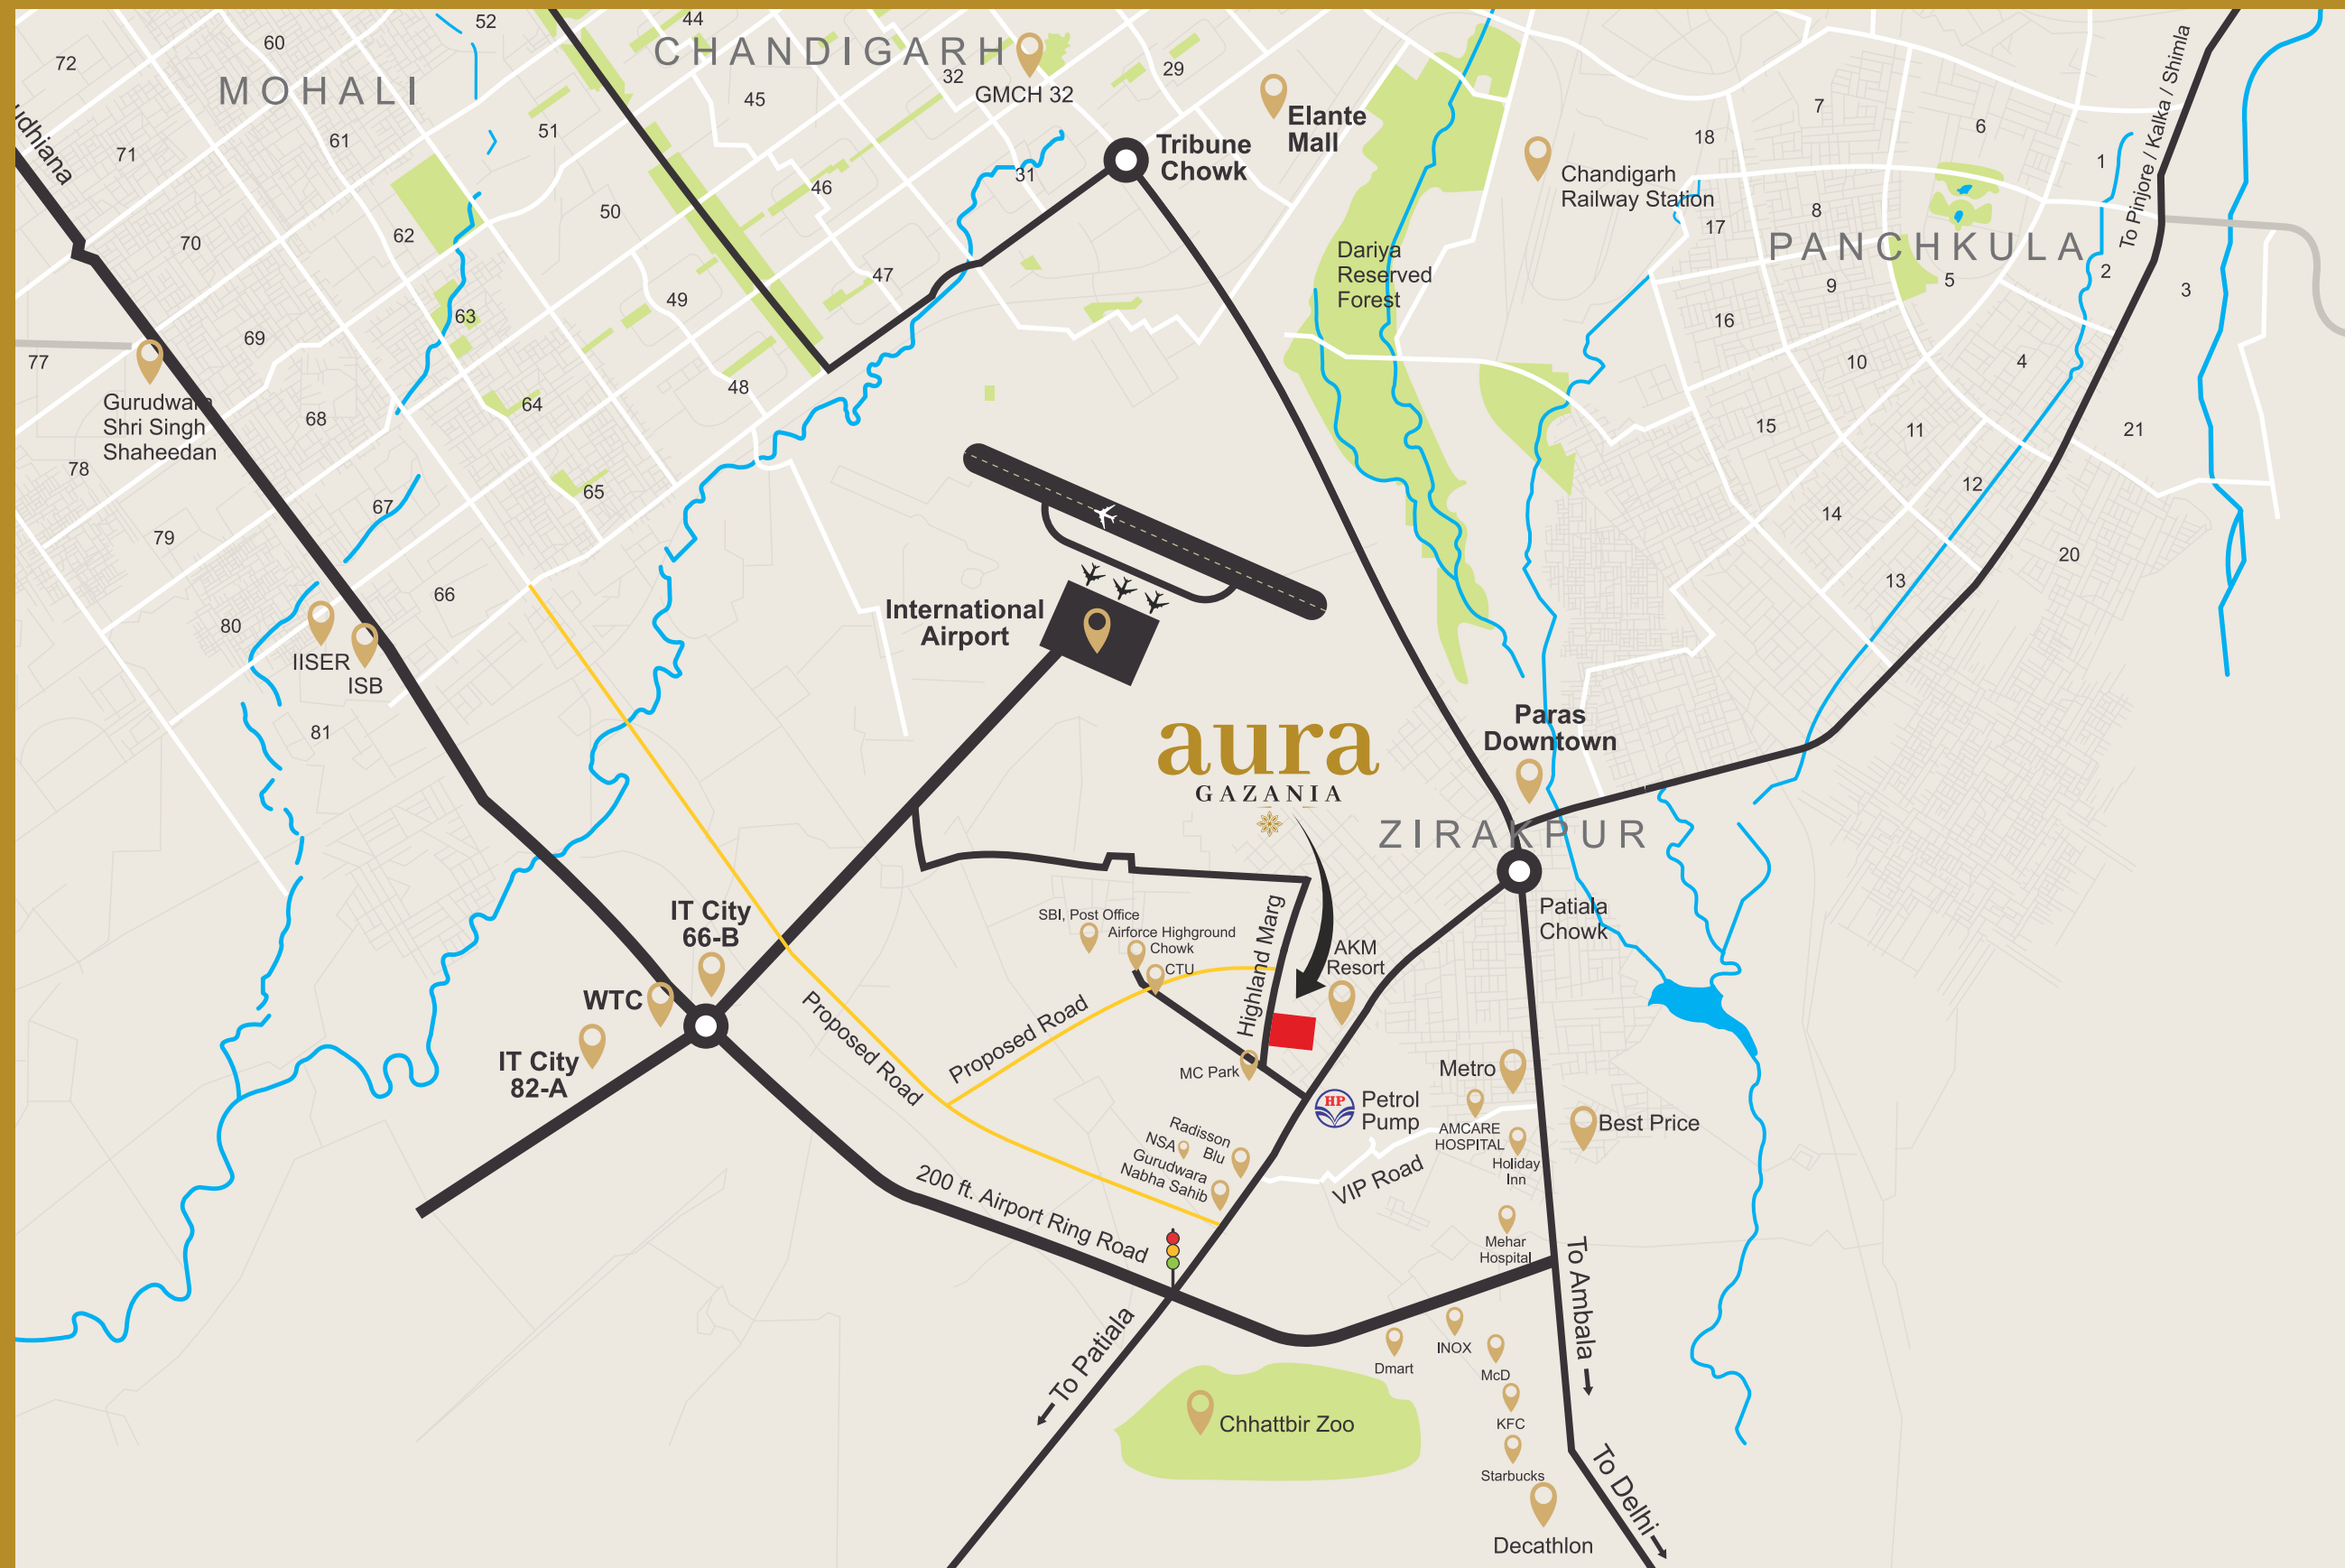 52
44
72
60
CHANDIGARH
32
GMCH 32
29
MOHALI
45
Elante
Mall
7
6
18
To Pinjore / Kalka / Shimla
udhiana
71
61
51
Tribune
Chowk
31
46
Chandigarh
Railway Station
1
70
62
50
17
8
PANCHKULA
Dariya
Reserved
Forest
47
49
2
5
9
3
63
69
16
77
48
10
4
Gurudwara
Shri Singh
Shaheedan
68
64
15
11
21
78
67
65
12
79
14
20
66
13
80
IISER
ISB
International
Airport
81
aura
GAZANIA
Paras
Downtown
ZIRAKPUR
Patiala
Chowk
IT City
66-B
SBI, Post Office
Airforce Highground
Chowk
CTU
Highland Marg
AKM
Resort
WTC
IT City
82-A
Proposed Road
Proposed Road
MC Park
HP
Petrol
Pump
Metro
AMCARE
HOSPITAL
Best Price
Holiday
Inn
Radisson
Blu
NSA
Gurudwara
Nabha Sahib
VIP Road
200 ft. Airport Ring Road
Mehar
Hospital
To Ambala
To Patiala
Dmart
INOX
McD
KFC
Chhattbir Zoo
Starbucks
To Delhi
Decathlon